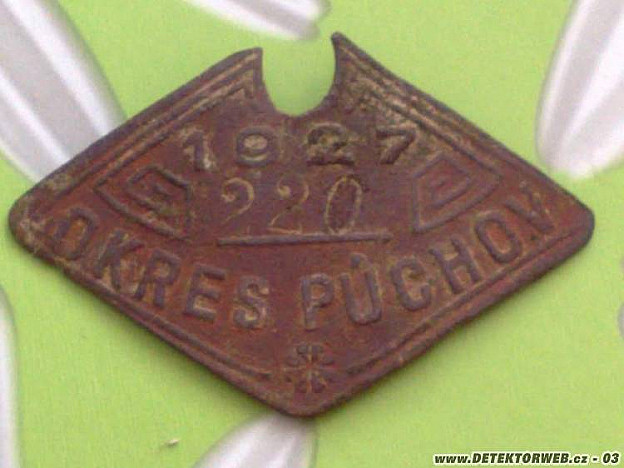 1927
220
OKRES PÚCHOV
www.DETEKTORWEB.cz - 03